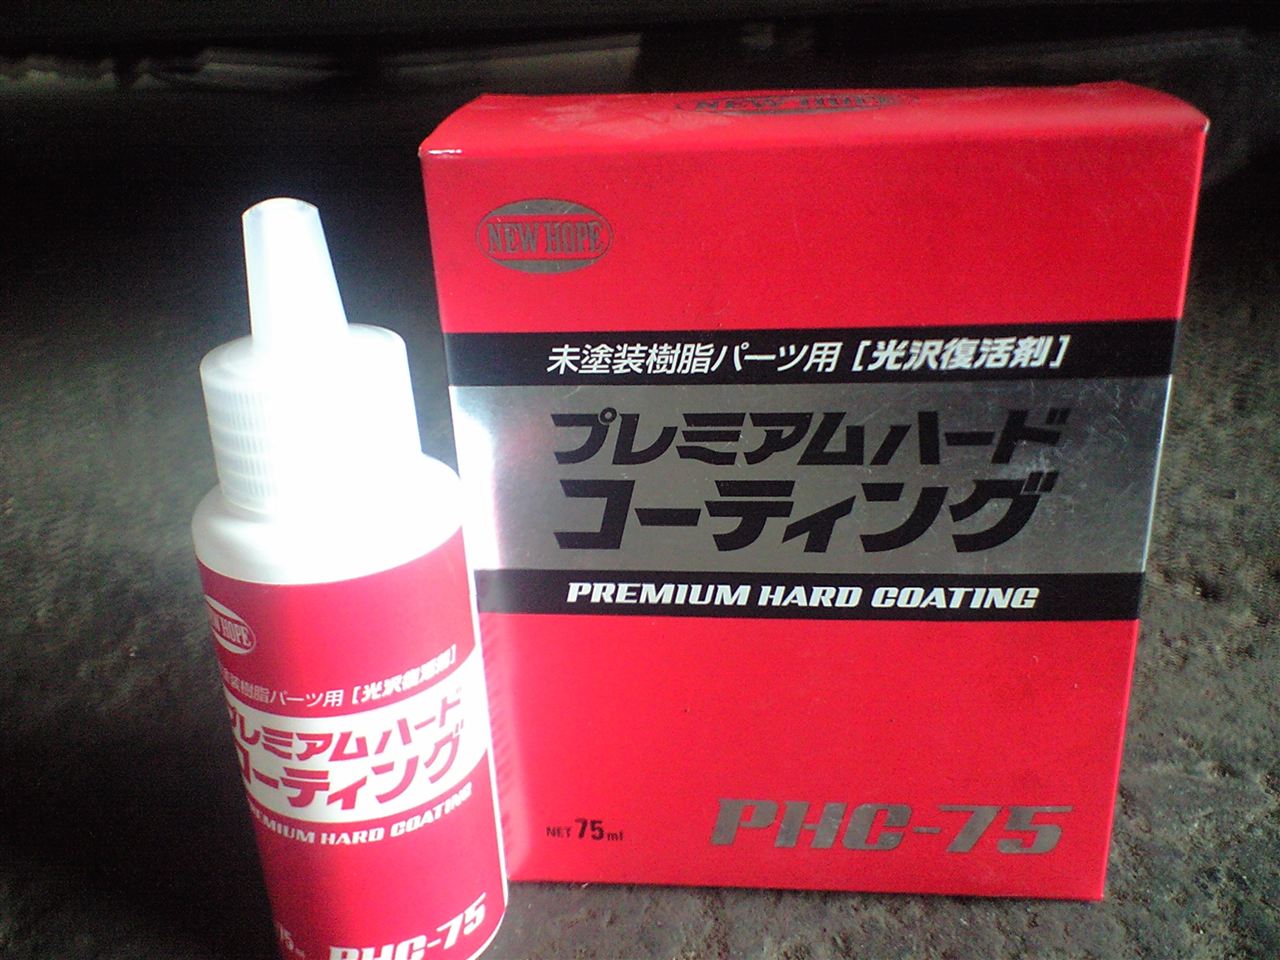 NEW HOPE
NEW HOPE
未塗装樹脂パーツ用［光沢復活剤］
プレミアムハード
コーティング
PREMIUM HARD COATING
NET 75ml
PHC-75
HOPE
装樹脂パーツ用［光沢復活剤］
プレミアムハード
コーティング
PREMIUM HARD COATING
PHC-75